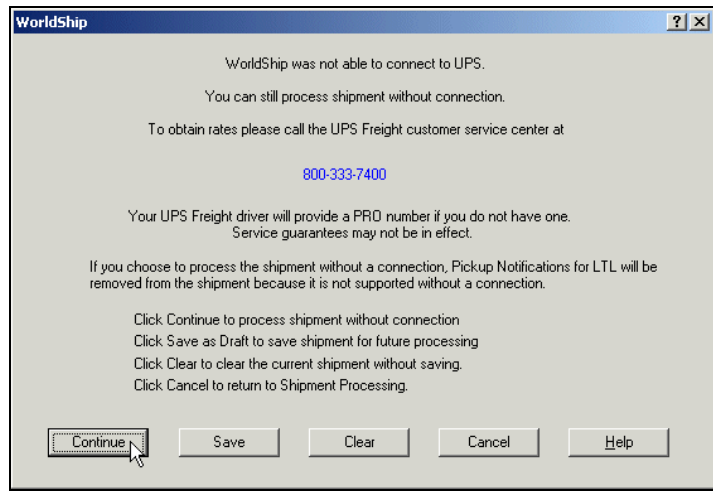 WorldShip
WorldShip was not able to connect to UPS.
You can still process shipment without connection.
To obtain rates please call the UPS Freight customer service center at
800-333-7400
Your UPS Freight driver will provide a PRO number if you do not have one.
Service guarantees may not be in effect.
If you choose to process the shipment without a connection, Pickup Notifications for LTL will be
removed from the shipment because it is not supported without a connection.
Click Continue to process shipment without connection
Click Save as Draft to save shipment for future processing
Click Clear to clear the current shipment without saving.
Click Cancel to return to Shipment Processing.
Continue Save Clear Cancel Help